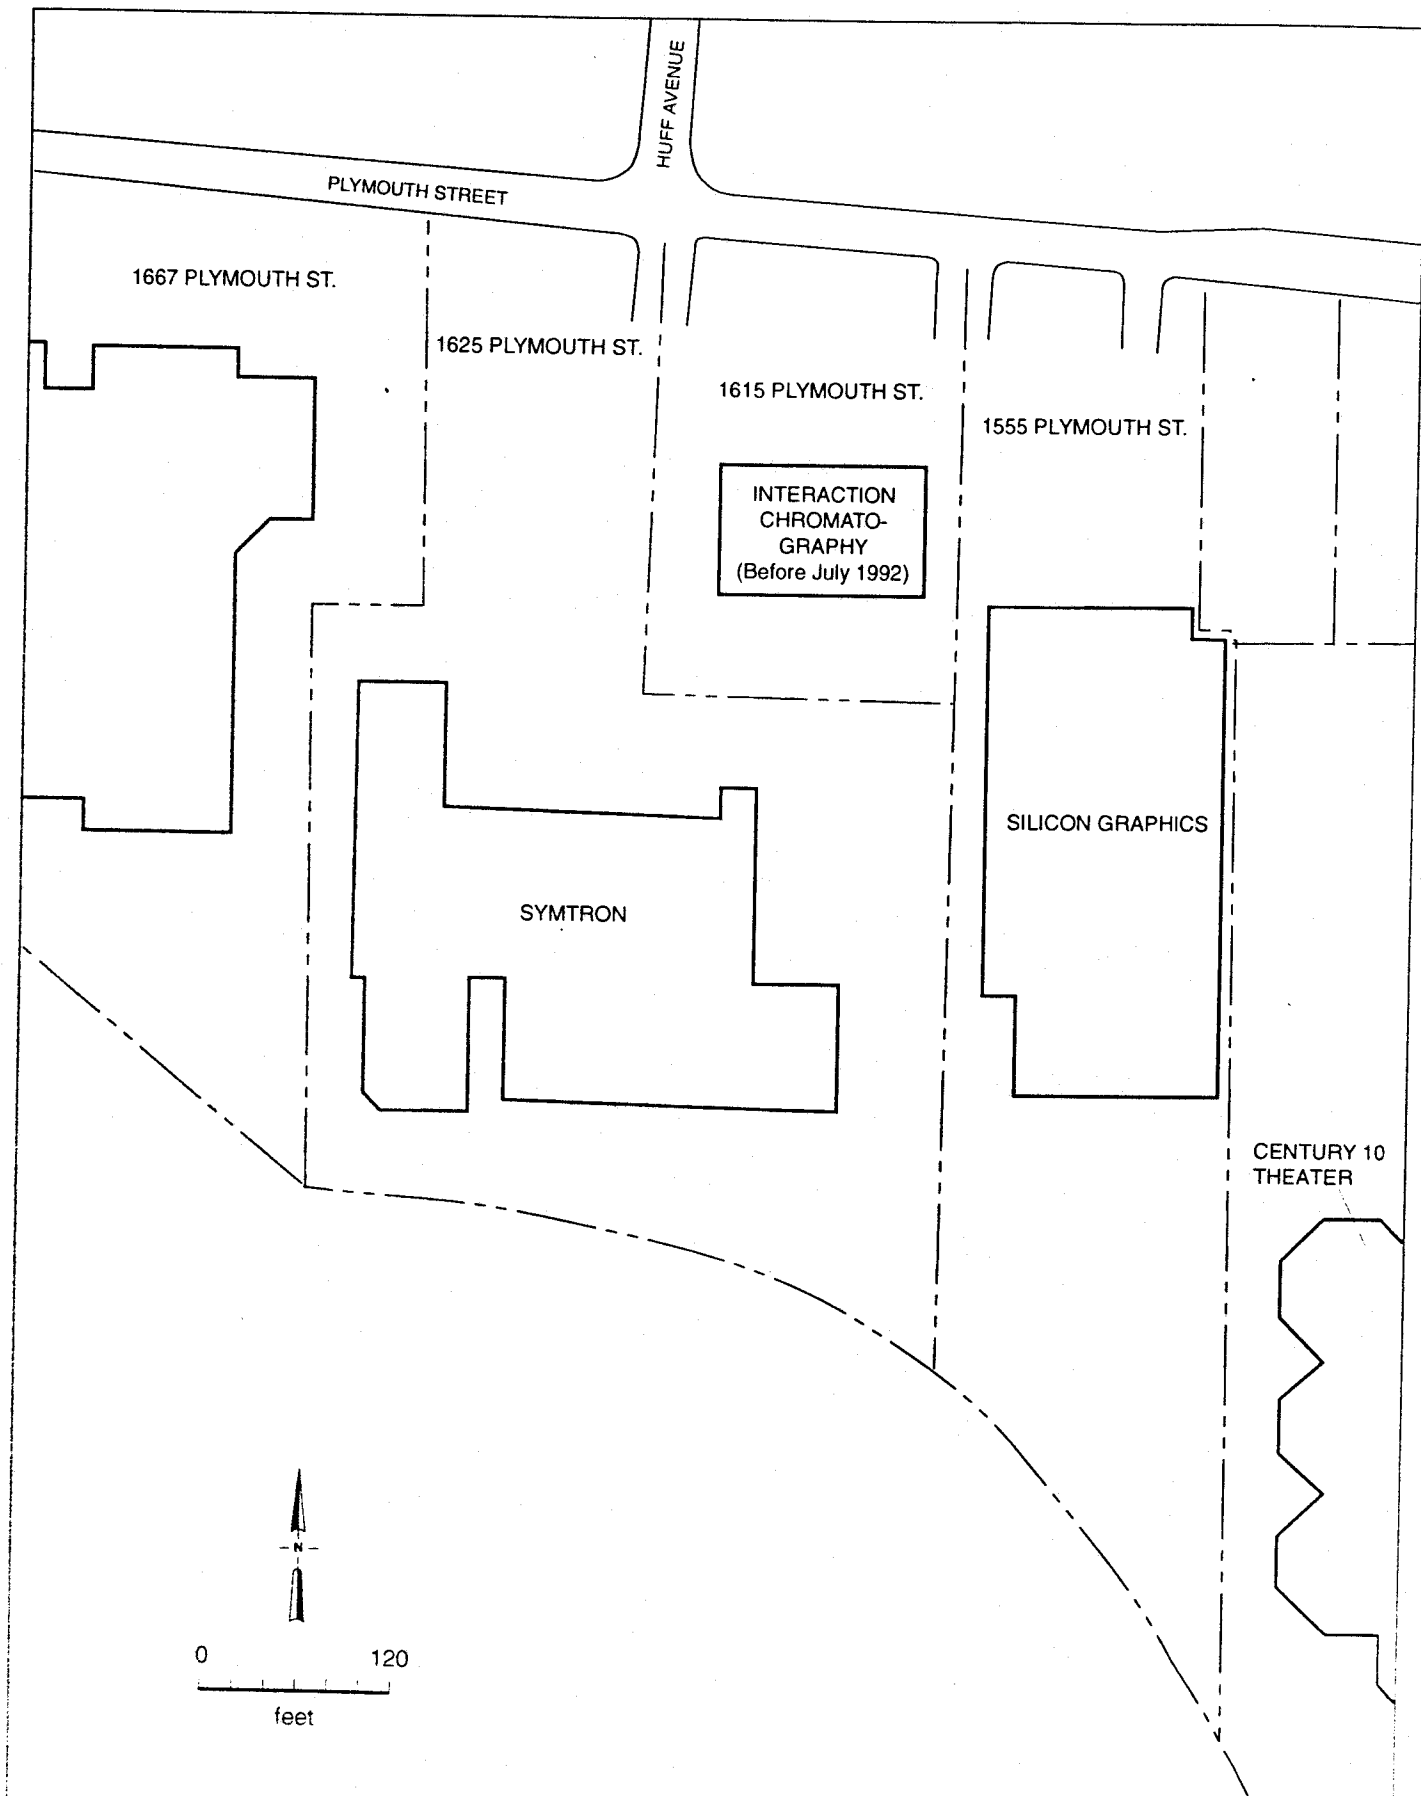 HUFF AVENUE
PLYMOUTH STREET
1667 PLYMOUTH ST.
1625 PLYMOUTH ST.
1615 PLYMOUTH ST.
1555 PLYMOUTH ST.
INTERACTION
CHROMATO-
GRAPHY
(Before July 1992)
SILICON GRAPHICS
SYMTRON
CENTURY 10
THEATER
N
0 120
feet